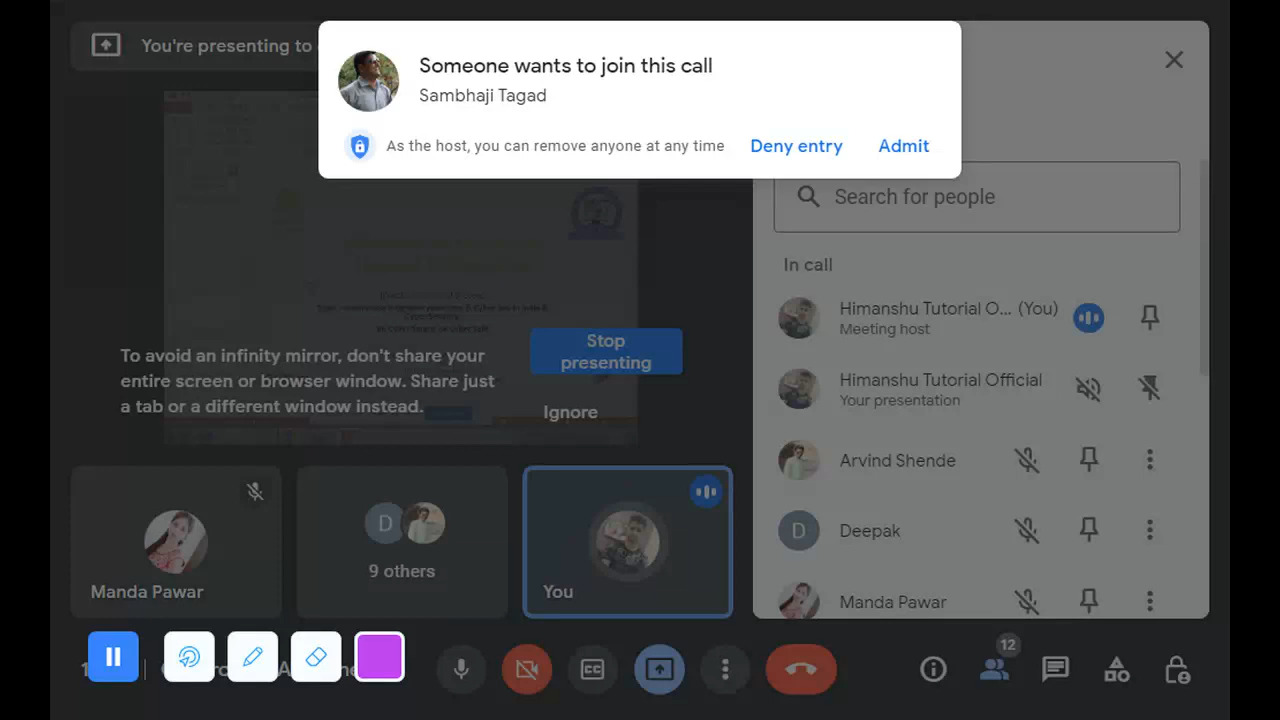 You're presenting to
Someone wants to join this call
Sambhaji Tagad
As the host, you can remove anyone at any time
Deny entry
Admit
Search for people
In call
Himanshu Tutorial O... (You)
Meeting host
Himanshu Tutorial Official
Your presentation
Arvind Shende
D
Deepak
Manda Pawar
To avoid an infinity mirror, don't share your
entire screen or browser window. Share just
a tab or a different window instead.
Stop
presenting
Ignore
Manda Pawar
D
9 others
You
CC
12